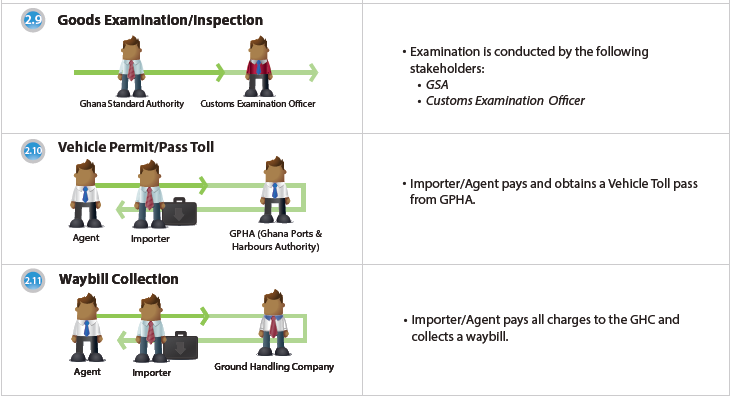 2.9 Goods Examination/Inspection
Ghana Standard Authority
Customs Examination Officer
• Examination is conducted by the following
stakeholders:
• GSA
• Customs Examination Officer
2.10 Vehicle Permit/Pass Toll
Agent
Importer
GPHA (Ghana Ports &
Harbours Authority)
• Importer/Agent pays and obtains a Vehicle Toll pass
from GPHA.
2.11 Waybill Collection
Agent
Importer
Ground Handling Company
• Importer/Agent pays all charges to the GHC and
collects a waybill.